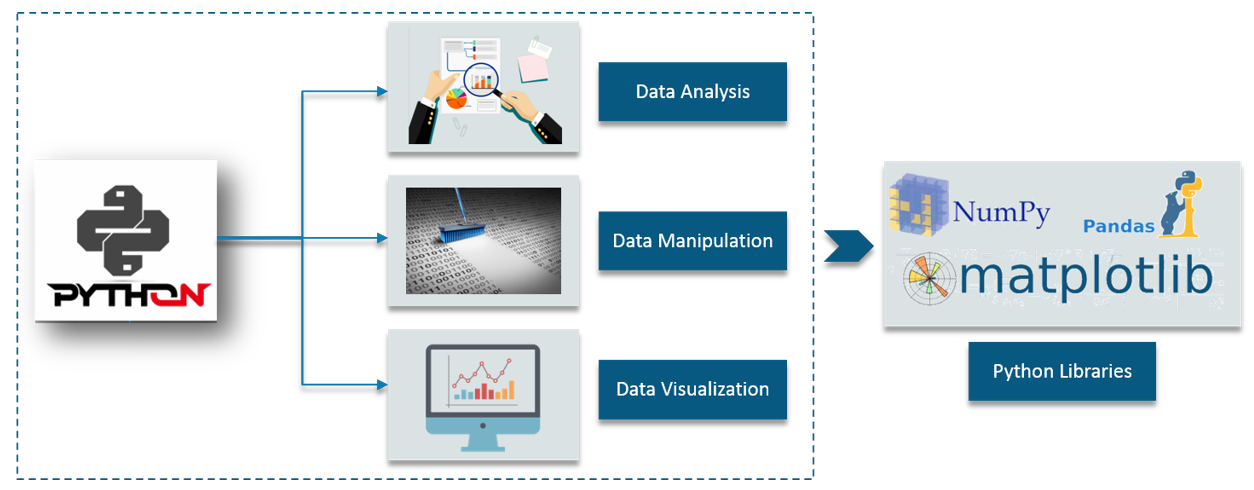 PYTHON
Data Analysis
Data Manipulation
Data Visualization
NumPy
Pandas
matplotlib
Python Libraries